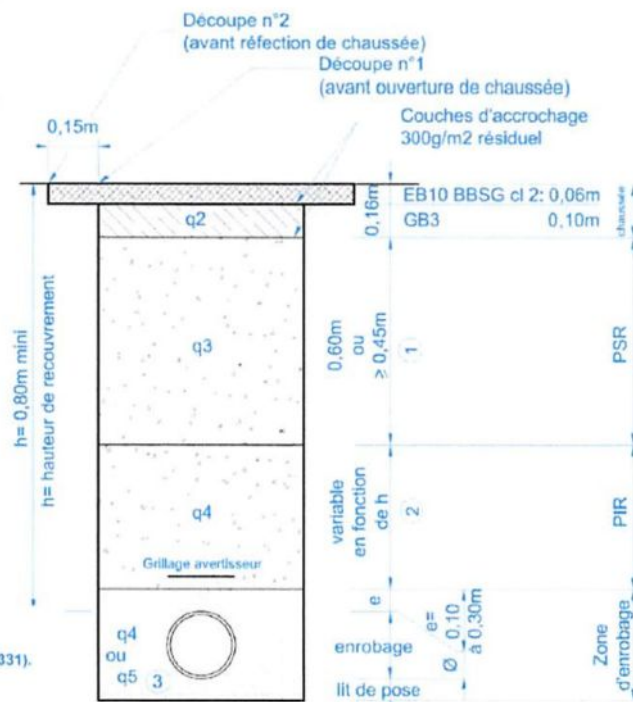 Découpe n°2
(avant réfection de chaussée)
Découpe n°1
(avant ouverture de chaussée)
0,15m
Couches d'accrochage
300g/m2 résiduel
EB10 BBSG cl 2: 0,06m
GB3 0,10m
0,16m
chaussée
q2
h= 0,80m mini
h= hauteur de recouvrement
q3
0,60m
ou
≥ 0,45m
1
PSR
q4
variable
en fonction
de h
2
PIR
Grillage avertisseur
e
e=
0,10
à 0,30m
Ø
q4
ou
q5 3
enrobage
lit de pose
Zone
d'enrobage
331).